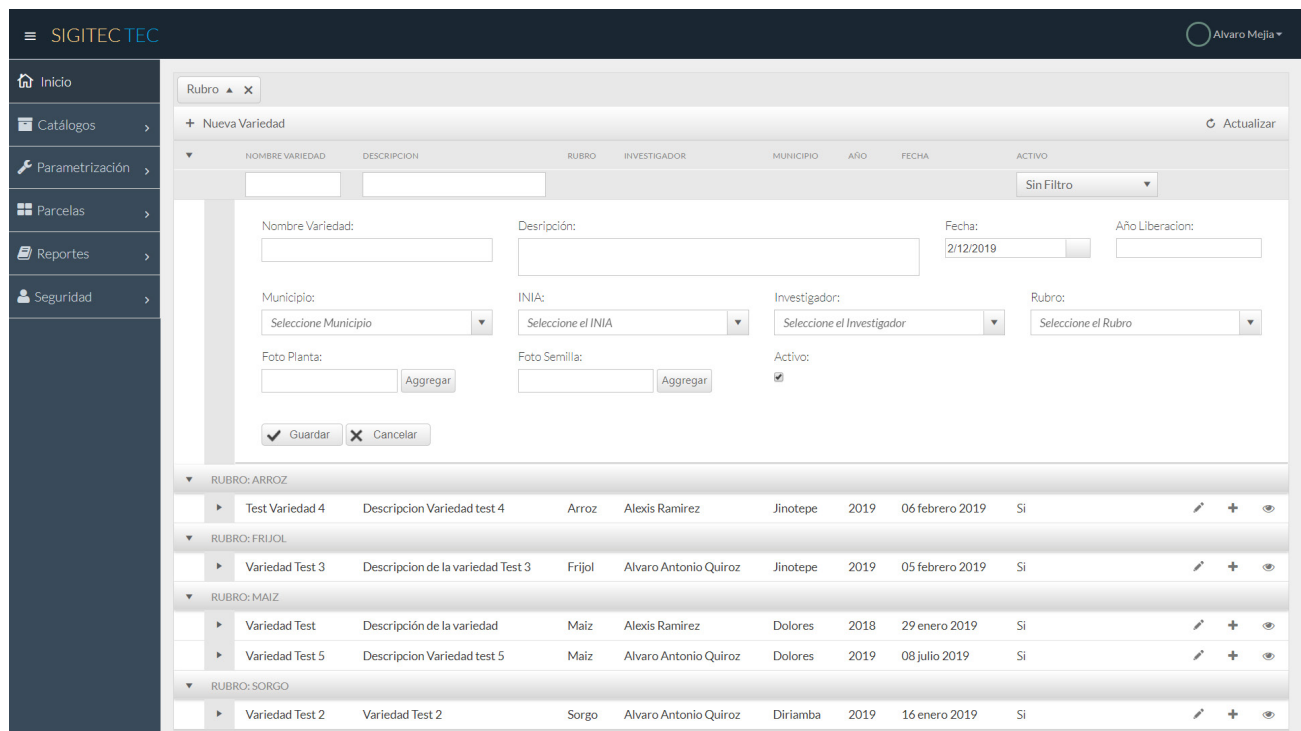 SIGITEC TEC
Alvaro Mejia
Inicio
Catálogos
Parametrización
Parcelas
Reportes
Seguridad
Rubro
Nueva Variedad Actualizar
NOMBRE VARIEDAD DESCRIPCION RUBRO INVESTIGADOR MUNICIPIO AÑO FECHA ACTIVO
Sin Filtro
Nombre Variedad: Desripción: Fecha: Año Liberacion:
2/12/2019
Municipio: INIA: Investigador: Rubro:
Seleccione Municipio Seleccione el INIA Seleccione el Investigador Seleccione el Rubro
Foto Planta: Foto Semilla: Activo:
Aggregar Aggregar
Guardar Cancelar
RUBRO: ARROZ
Test Variedad 4 Descripcion Variedad test 4 Arroz Alexis Ramirez Jinotepe 2019 06 febrero 2019 Si
RUBRO: FRIJOL
Variedad Test 3 Descripcion de la variedad Test 3 Frijol Alvaro Antonio Quiroz Jinotepe 2019 05 febrero 2019 Si
RUBRO: MAIZ
Variedad Test Descripción de la variedad Maiz Alexis Ramirez Dolores 2018 29 enero 2019 Si
Variedad Test 5 Descripcion Variedad test 5 Maiz Alvaro Antonio Quiroz Dolores 2019 08 julio 2019 Si
RUBRO: SORGO
Variedad Test 2 Variedad Test 2 Sorgo Alvaro Antonio Quiroz Diriamba 2019 16 enero 2019 Si